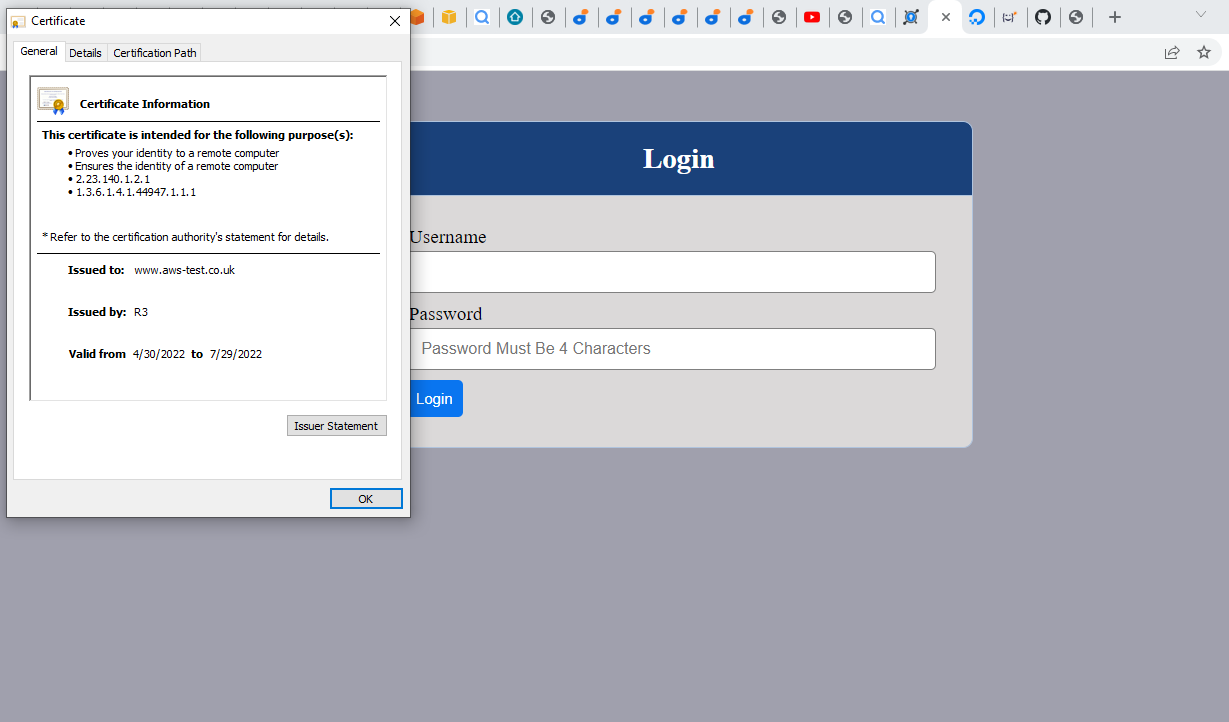 Certificate
General Details Certification Path
Certificate Information
This certificate is intended for the following purpose(s):
• Proves your identity to a remote computer
• Ensures the identity of a remote computer
• 2.23.140.1.2.1
• 1.3.6.1.4.1.44947.1.1.1
* Refer to the certification authority's statement for details.
Issued to: www.aws-test.co.uk
Issued by: R3
Valid from 4/30/2022 to 7/29/2022
Issuer Statement
OK
Login
Username
Password
Password Must Be 4 Characters
Login